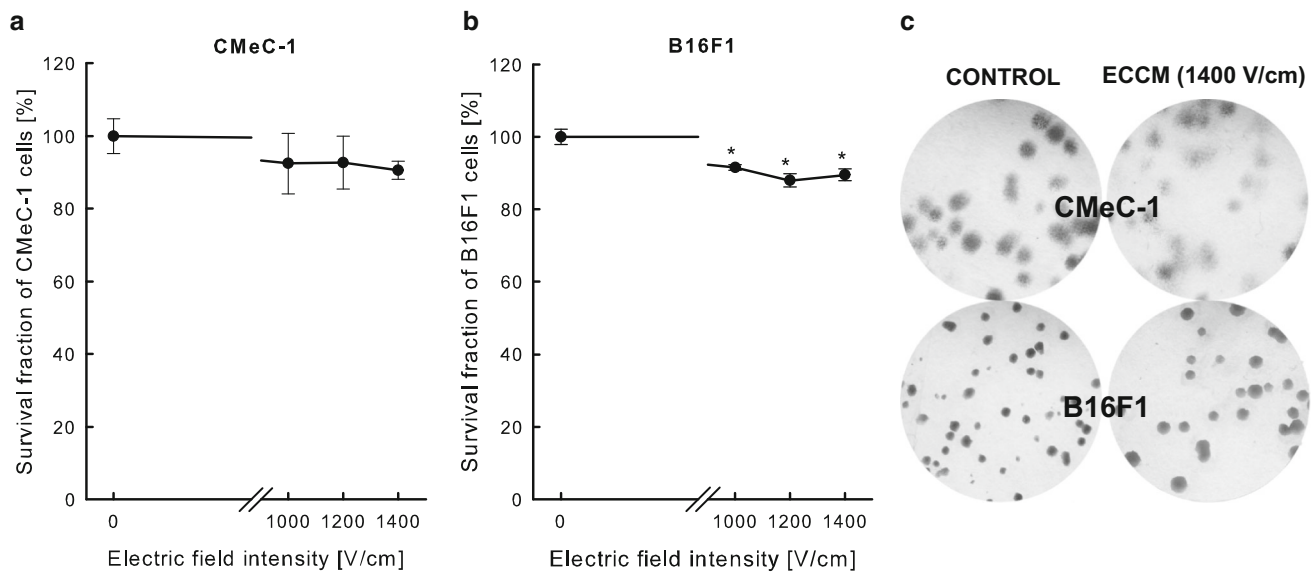 a
CMeC-1
Survival fraction of CMeC-1 cells [%]
120
100
80
60
40
20
0
0
1000
1200
1400
Electric field intensity [V/cm]
b
B16F1
Survival fraction of B16F1 cells [%]
120
100
80
60
40
20
0
*
*
*
0
1000
1200
1400
Electric field intensity [V/cm]
c
CONTROL
ECCM (1400 V/cm)
CMeC-1
B16F1